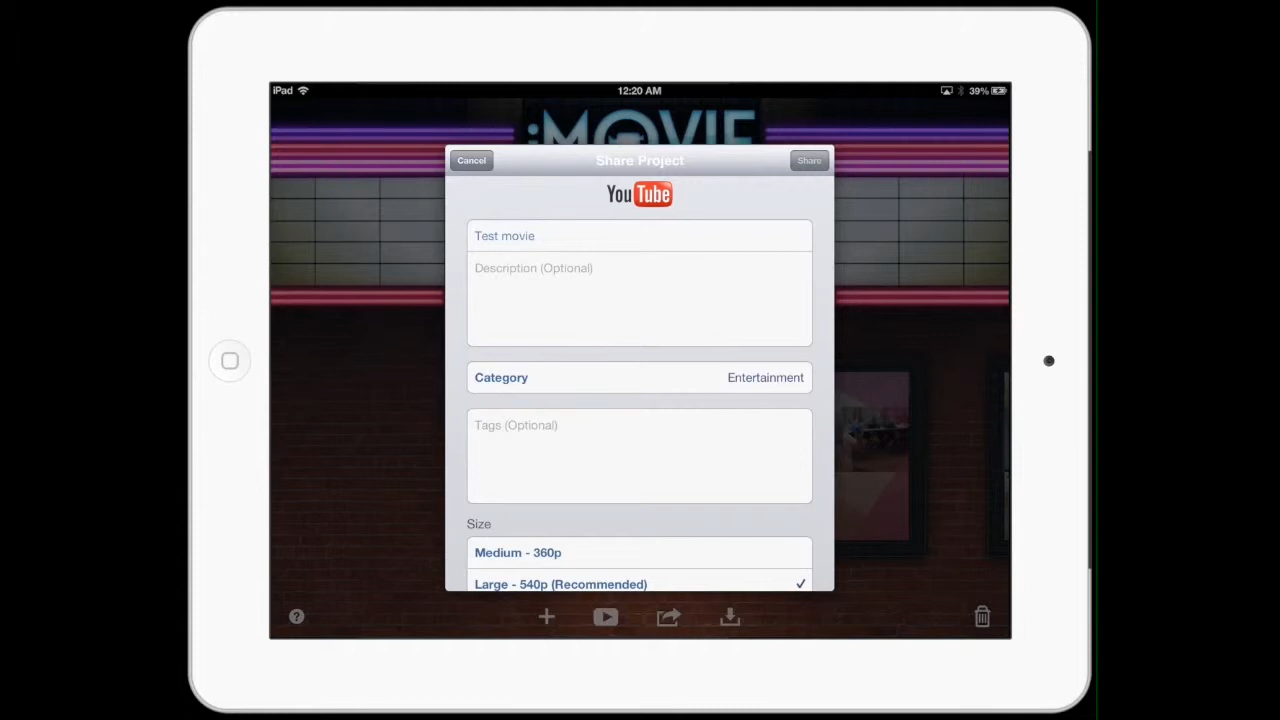 iPad 12:20 AM 39%
iMOVIE
Cancel Share Project Share
YouTube
Test movie
Description (Optional)
Category Entertainment
Tags (Optional)
Size
Medium - 360p
Large - 540p (Recommended) ✓
?